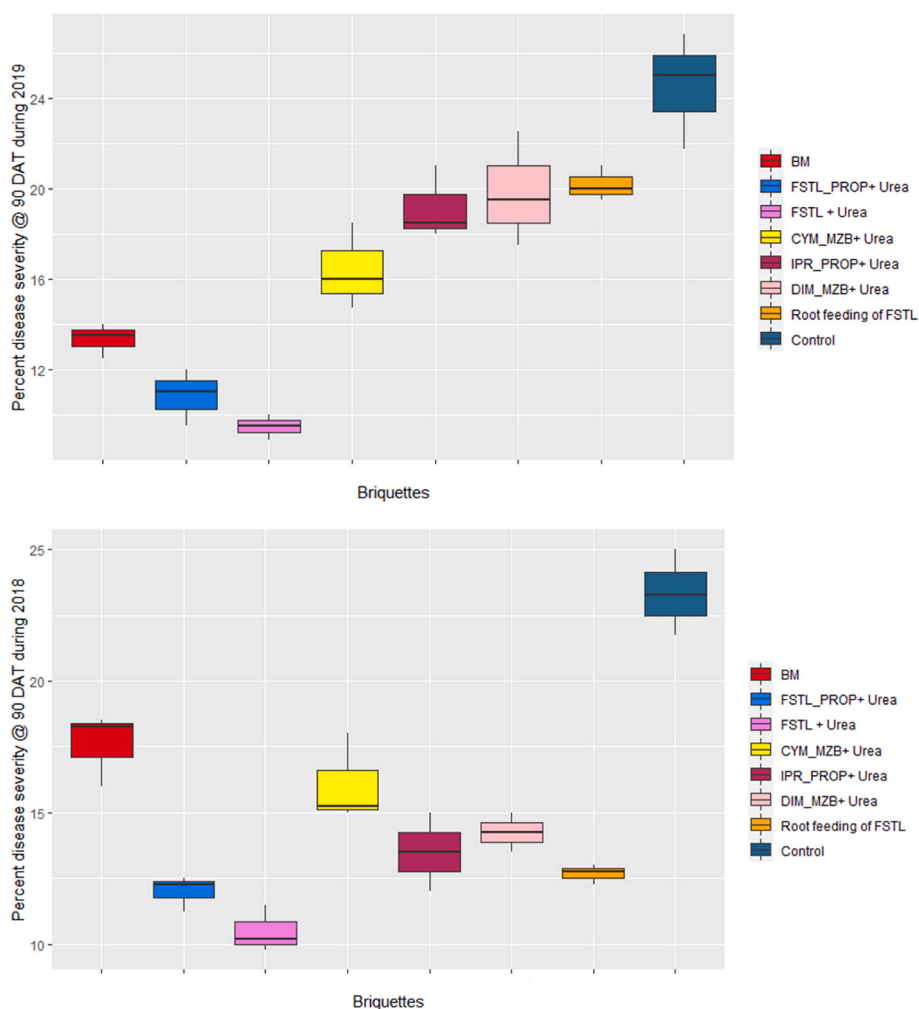 Percent disease severity @ 90 DAT during 2019
24
20
16
12
Briquettes
BM
FSTL_PROP+ Urea
FSTL + Urea
CYM_MZB+ Urea
IPR_PROP+ Urea
DIM_MZB+ Urea
Root feeding of FSTL
Control
Percent disease severity @ 90 DAT during 2018
25
20
15
10
Briquettes
BM
FSTL_PROP+ Urea
FSTL + Urea
CYM_MZB+ Urea
IPR_PROP+ Urea
DIM_MZB+ Urea
Root feeding of FSTL
Control